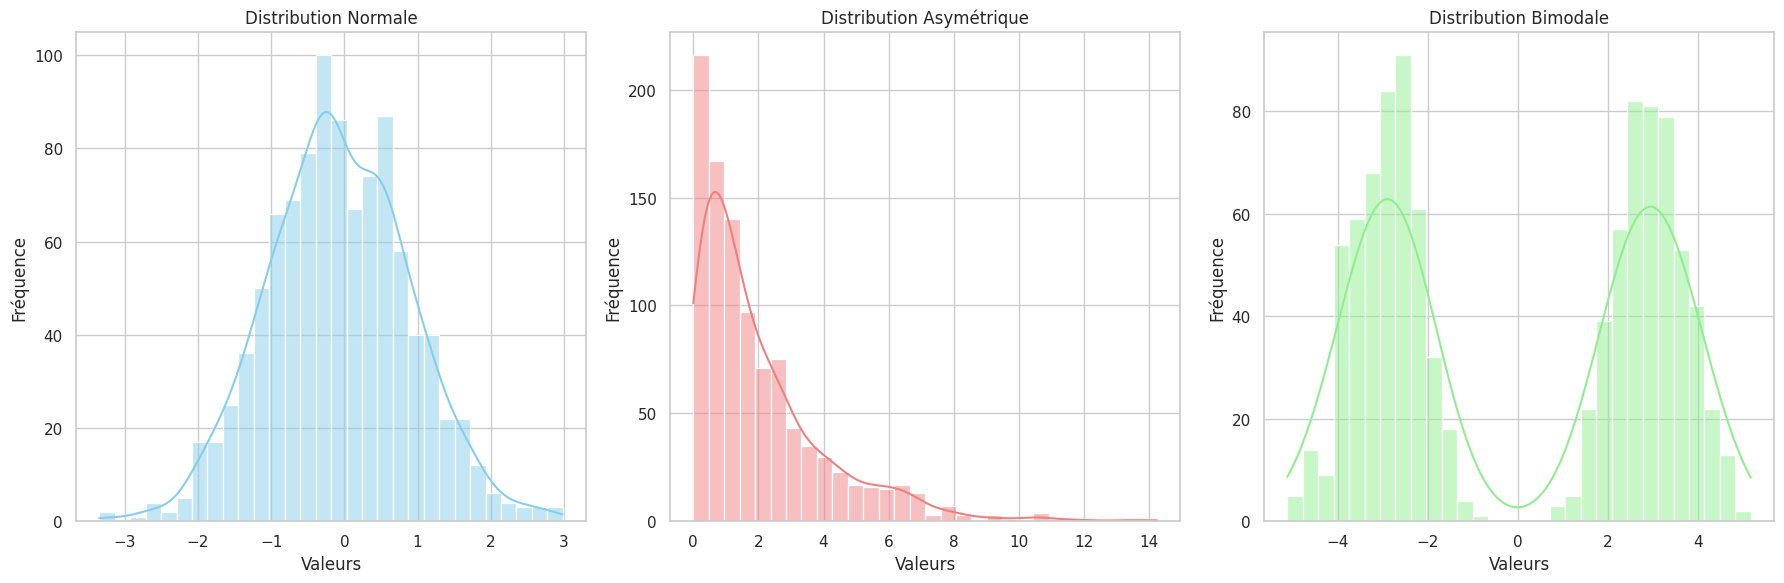 Distribution Normale
Fréquence
100
80
60
40
20
0
−3 −2 −1 0 1 2 3
Valeurs
Distribution Asymétrique
Fréquence
200
150
100
50
0
0 2 4 6 8 10 12 14
Valeurs
Distribution Bimodale
Fréquence
80
60
40
20
0
−4 −2 0 2 4
Valeurs